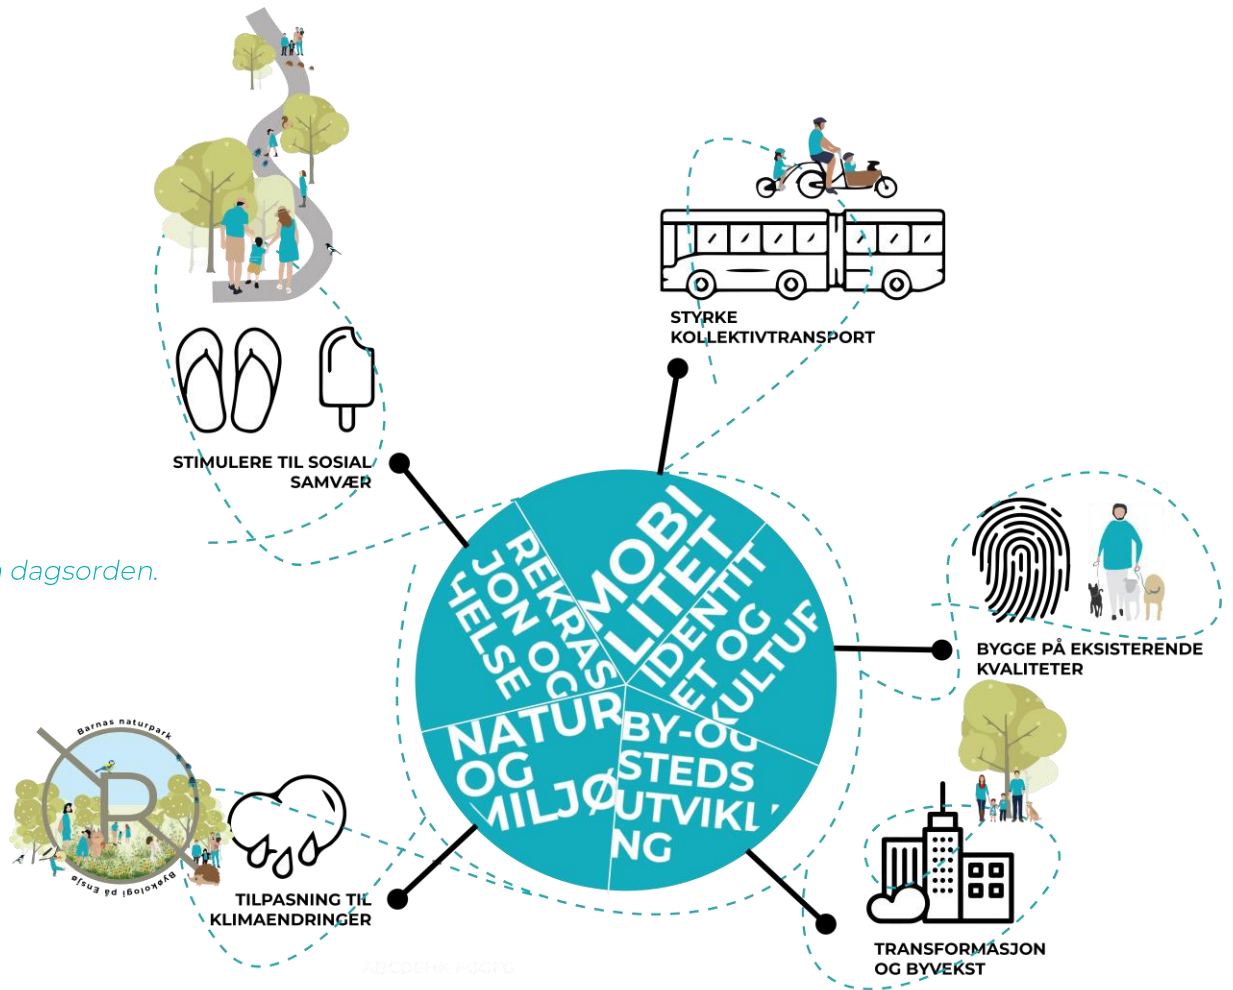 STYRKE
KOLLEKTIVTRANSPORT
STIMULERE TIL SOSIAL
SAMVÆR
dagsorden.
MOBI
LITET
IDENTIT
ET OG
KULTUR
REKRAS
JON OG
HELSE
NATUR
OG
MILJØ
BY-OG
STEDS
UTVIKLI
NG
BYGGE PÅ EKSISTERENDE
KVALITETER
Barnas naturpark
R
Byøkologi på Ensjø
TILPASNING TIL
KLIMAENDRINGER
TRANSFORMASJON
OG BYVEKST